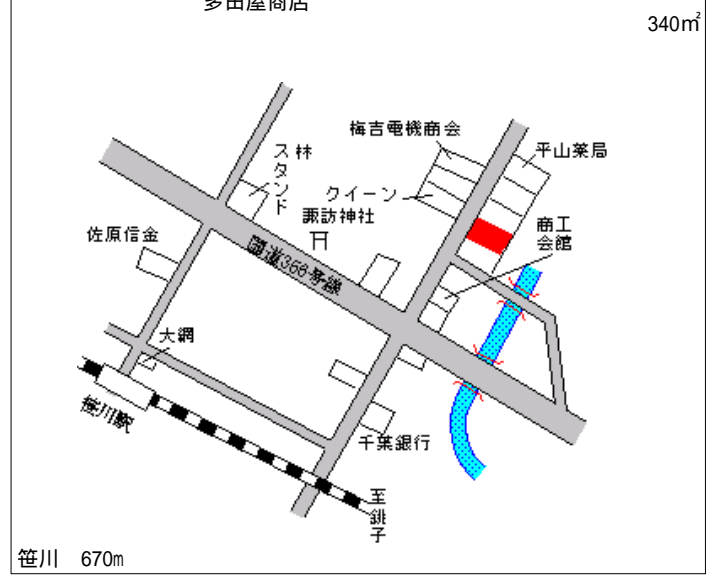 多田屋商店
340㎡
梅吉電機商会
平山薬局
林
スタンド
クイーン
諏訪神社
商工
会館
佐原信金
国道356号線
大網
笹川駅
千葉銀行
至銚子
笹川 670m